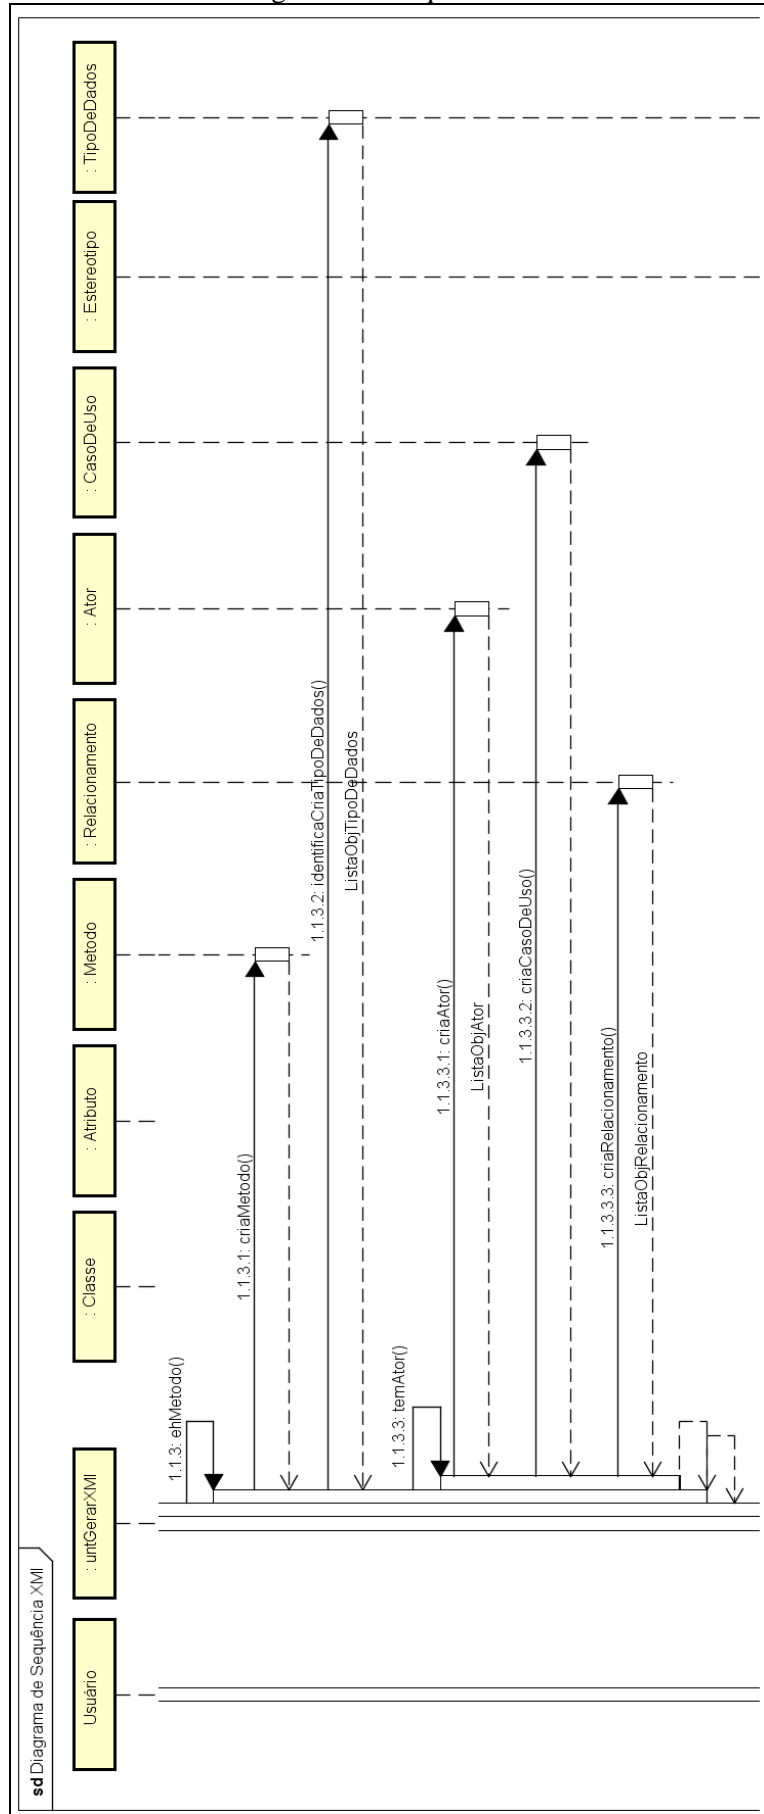 sd Diagrama de Sequência XMI
Usuário
: untGerarXMI
: Classe
: Atributo
: Metodo
: Relacionamento
: Ator
: CasoDeUso
: Estereotipo
: TipoDeDados
1.1.3: ehMetodo()
1.1.3.1: criaMetodo()
1.1.3.2: identificaCriaTipoDeDados()
ListaObjTipoDeDados
1.1.3.3: temAtor()
1.1.3.3.1: criaAtor()
ListaObjAtor
1.1.3.3.2: criaCasoDeUso()
1.1.3.3.3: criaRelacionamento()
ListaObjRelacionamento